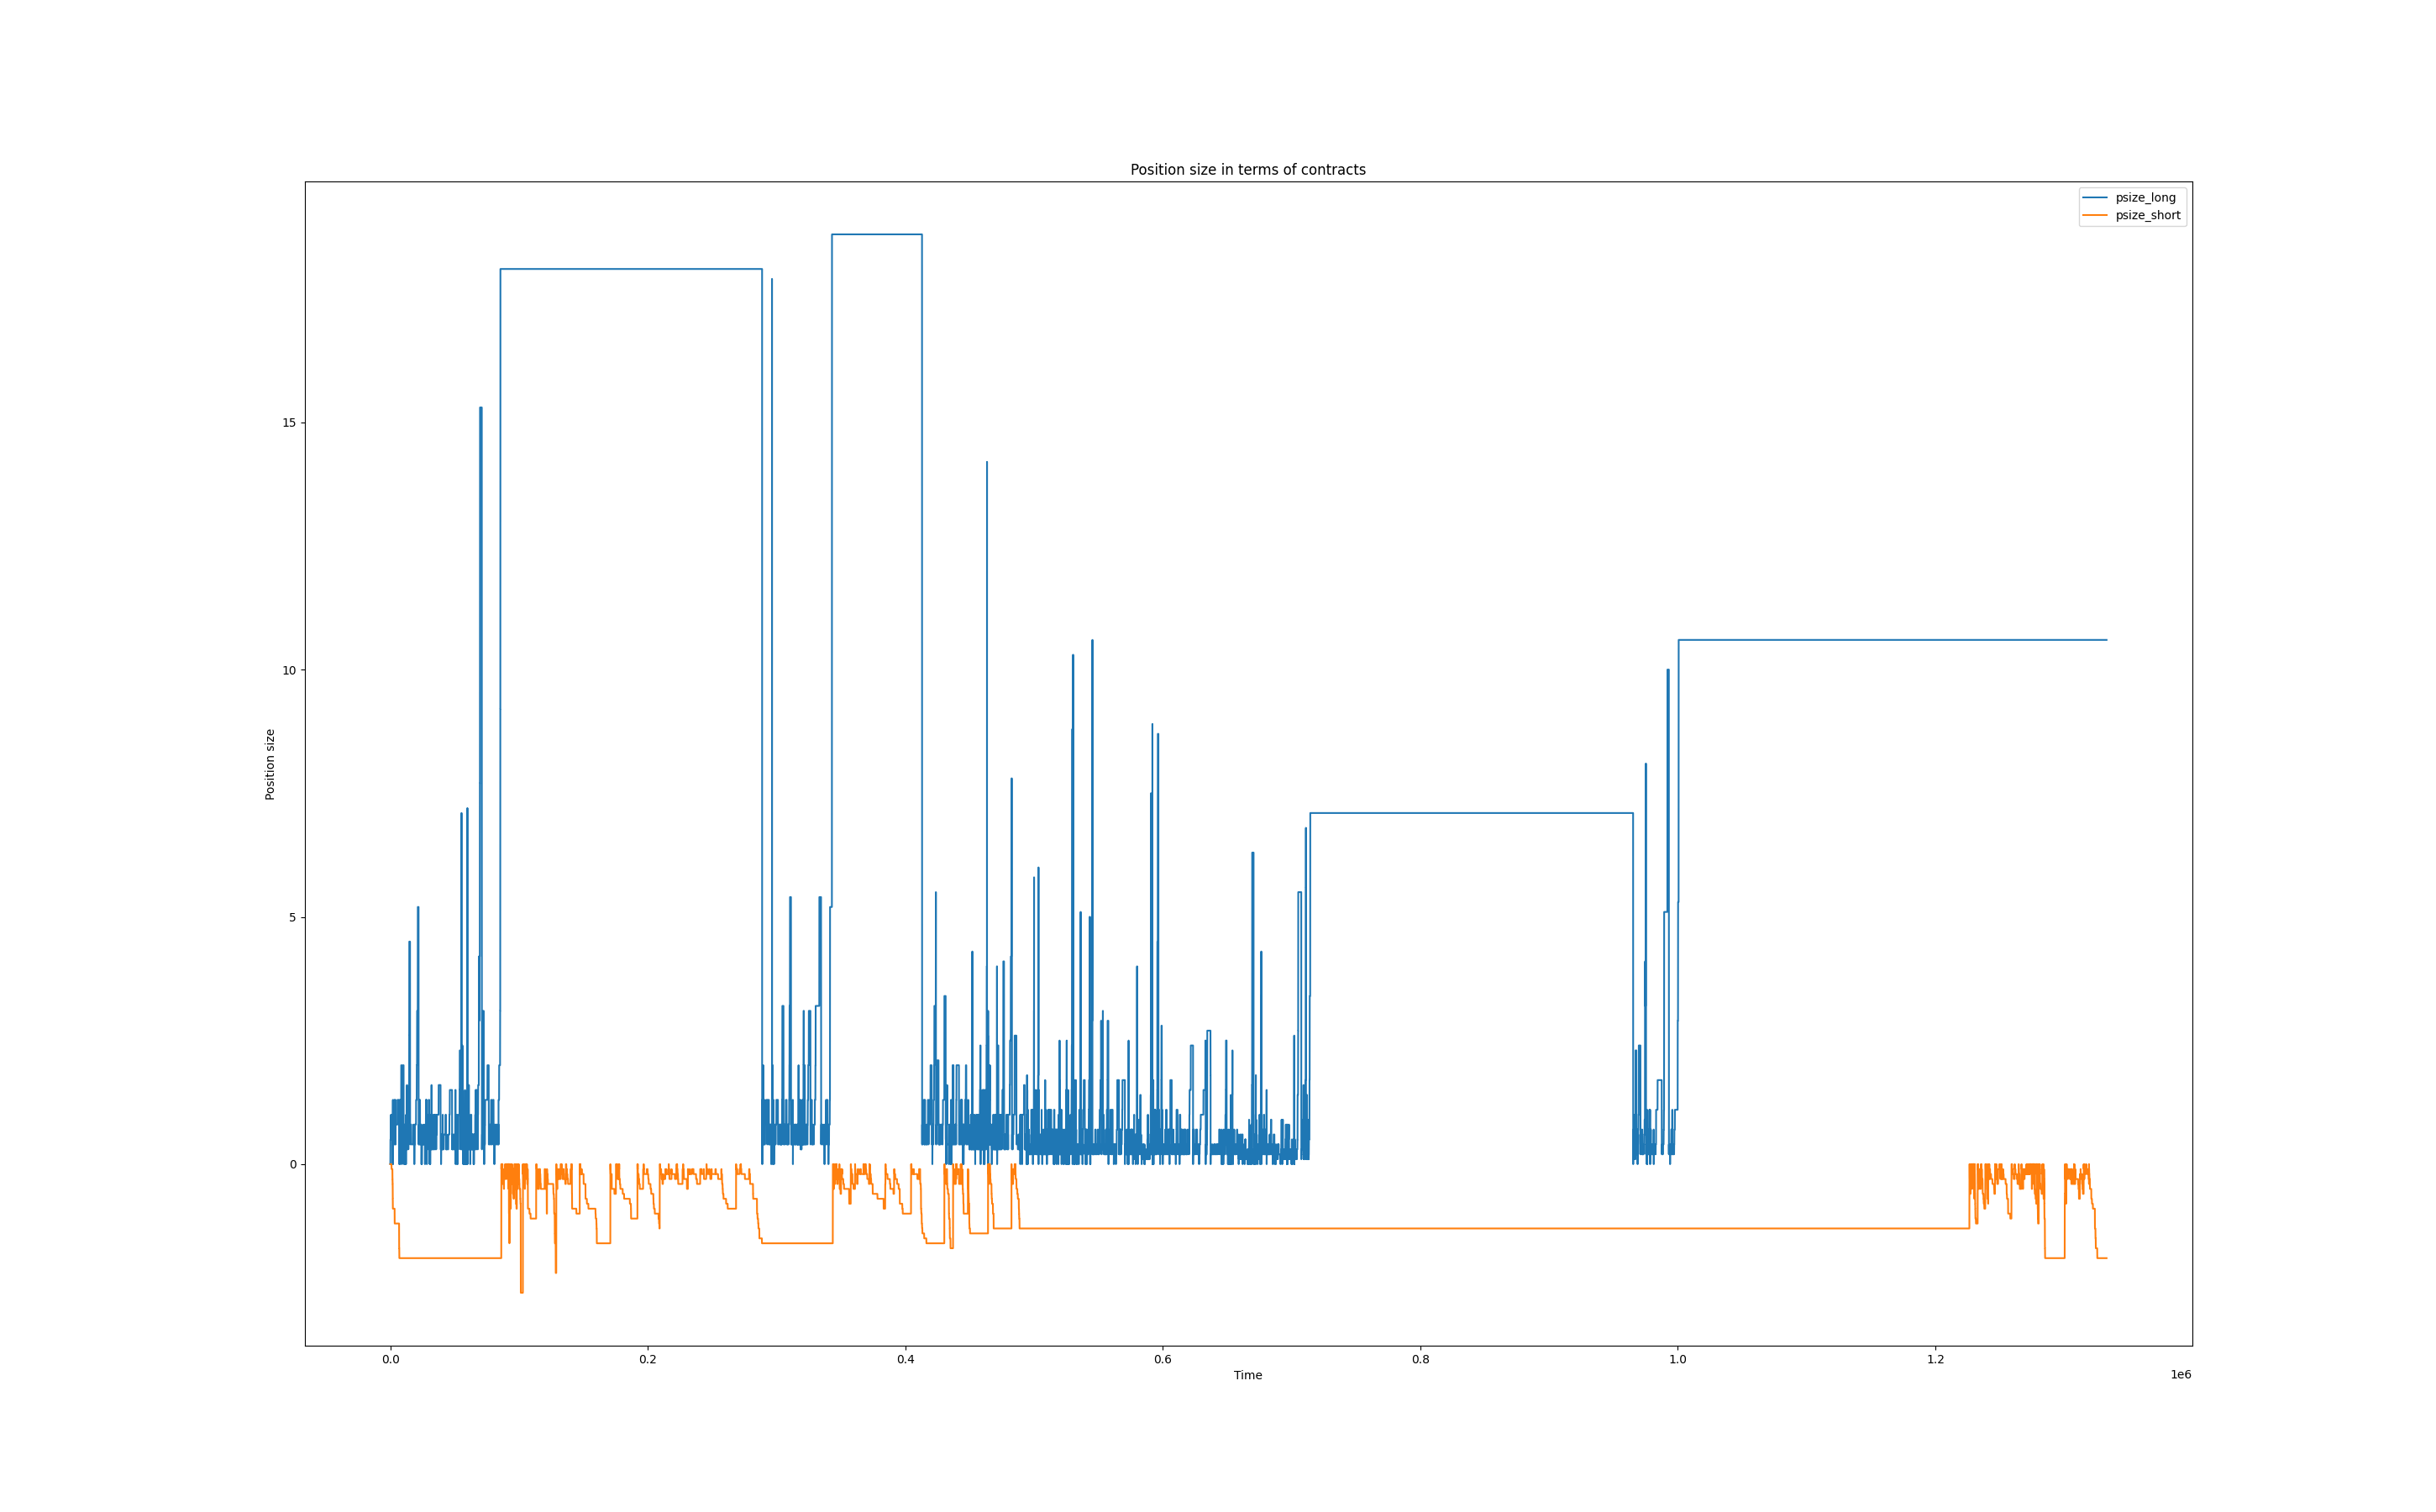 Position size in terms of contracts
psize_long
psize_short
15
10
5
0
Position size
0.0 0.2 0.4 0.6 0.8 1.0 1.2
Time
1e6